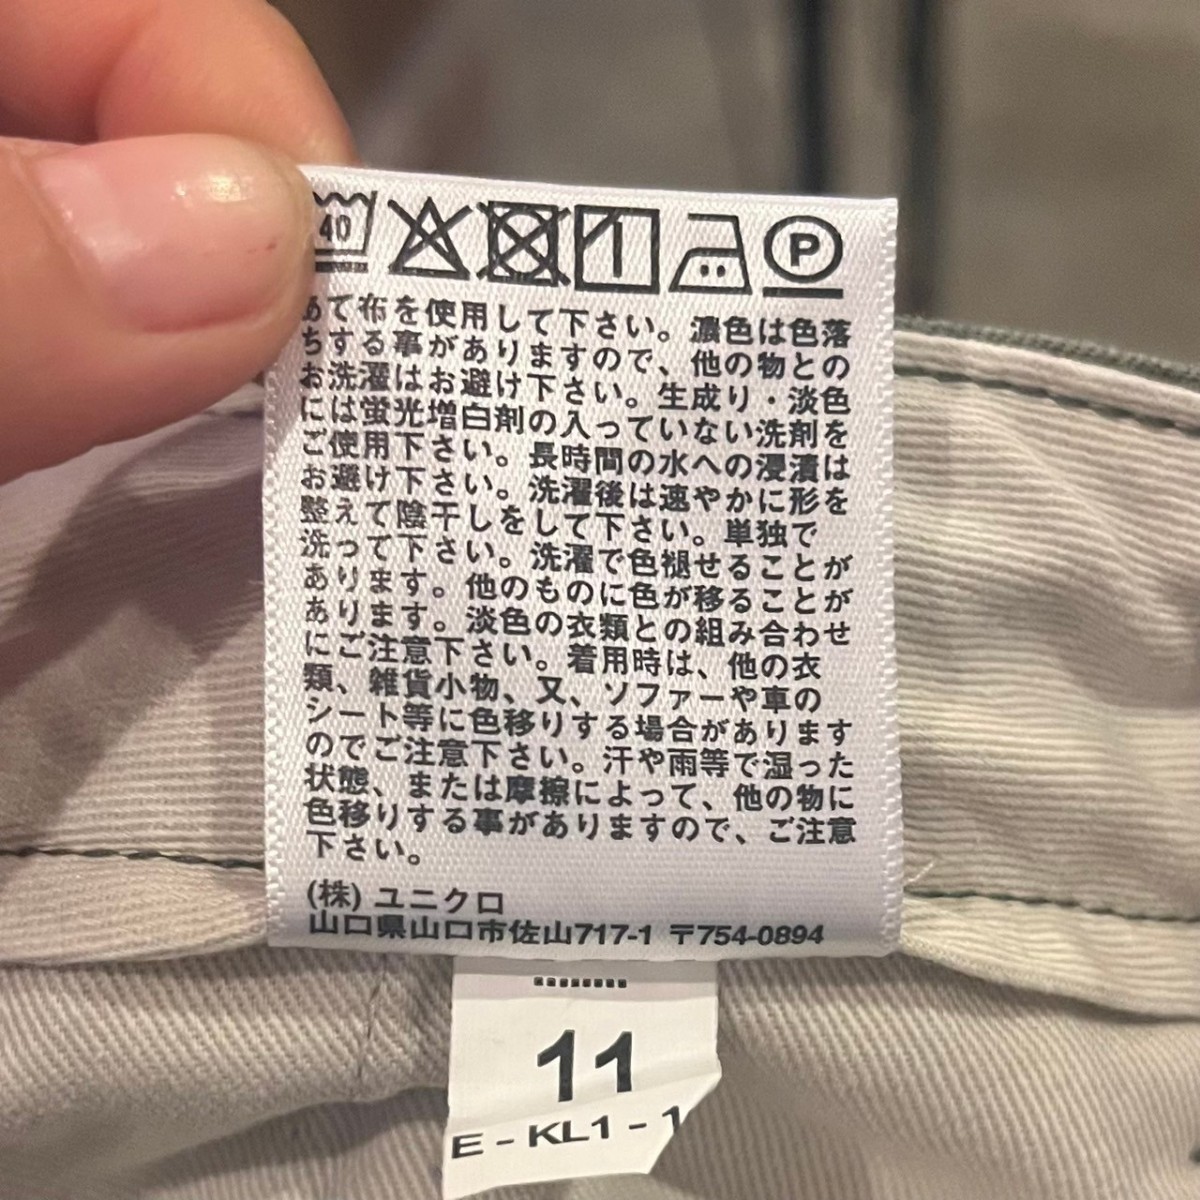 40 P
あて布を使用して下さい。濃色は色落
ちする事がありますので、他の物との
お洗濯はお避け下さい。生成り・淡色
には蛍光増白剤の入っていない洗剤を
ご使用下さい。長時間の水への浸漬は
お避け下さい。洗濯後は速やかに形を
整えて陰干しをして下さい。単独で
洗って下さい。洗濯で色褪せることが
あります。他のものに色が移ることが
あります。淡色の衣類との組み合わせ
にご注意下さい。着用時は、他の衣
類、雑貨小物、又、ソファーや車の
シート等に色移りする場合があります
のでご注意下さい。汗や雨等で湿った
状態、または摩擦によって、他の物に
色移りする事がありますので、ご注意
下さい。
(株) ユニクロ
山口県山口市佐山717-1 〒754-0894
11
E - KL1 - 1